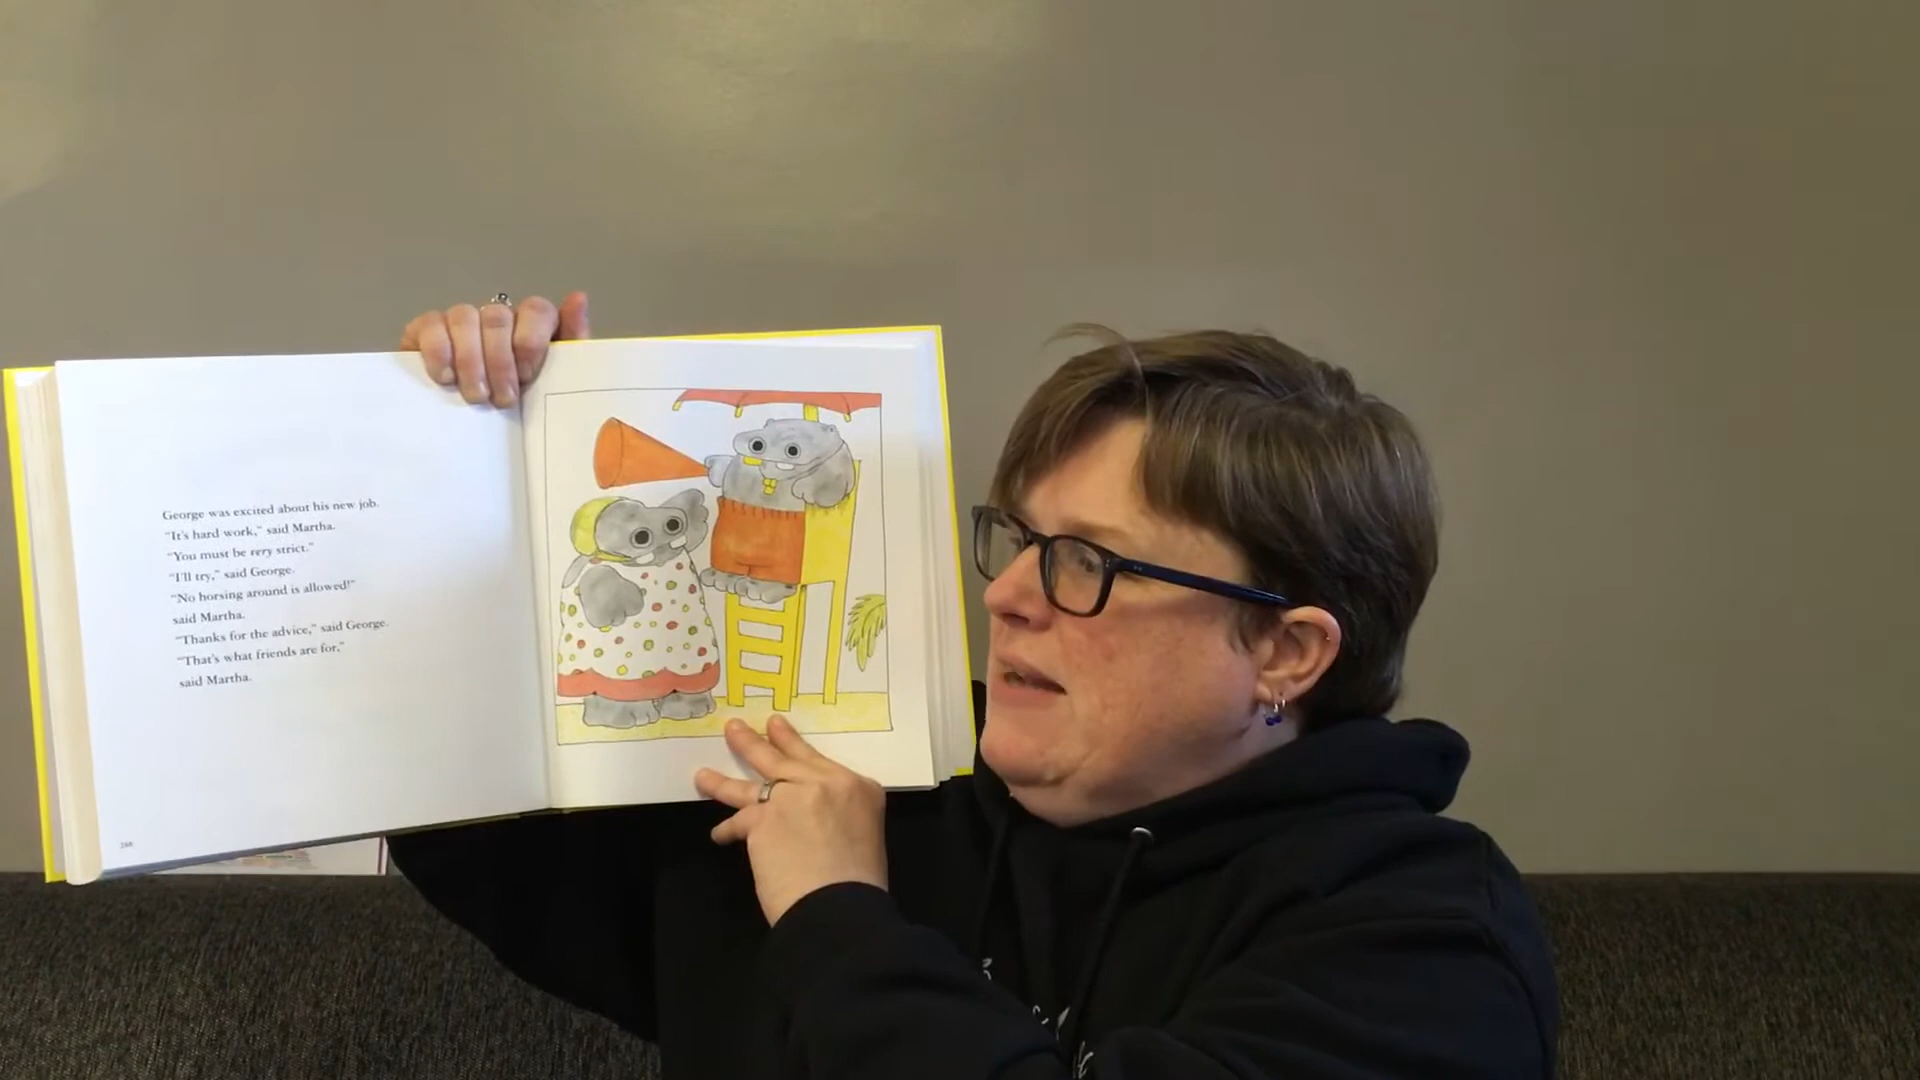 George was excited about his new job.
"It's hard work," said Martha.
"You must be very strict."
"I'll try," said George.
"No horsing around is allowed!"
said Martha.
"Thanks for the advice," said George.
"That's what friends are for,"
said Martha.